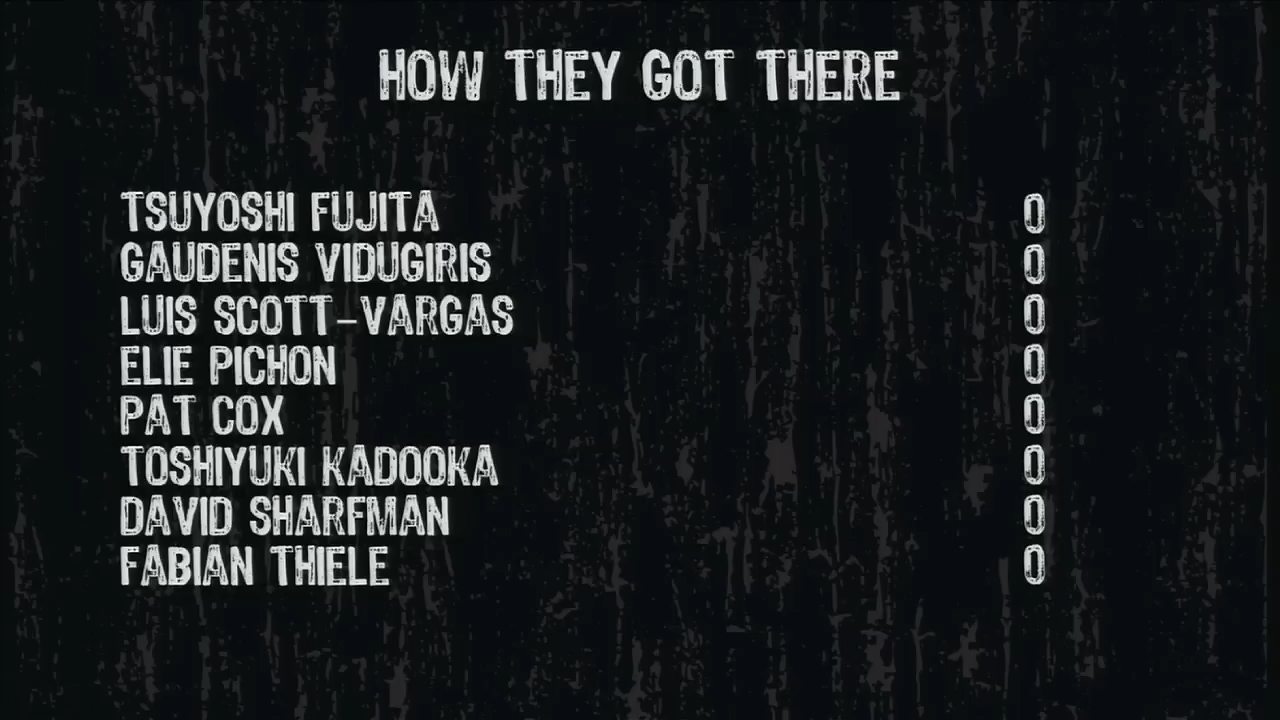 HOW THEY GOT THERE
TSUYOSHI FUJITA 0
GAUDENIS VIDUGIRIS 0
LUIS SCOTT-VARGAS 0
ELIE PICHON 0
PAT COX 0
TOSHIYUKI KADOOKA 0
DAVID SHARFMAN 0
FABIAN THIELE 0